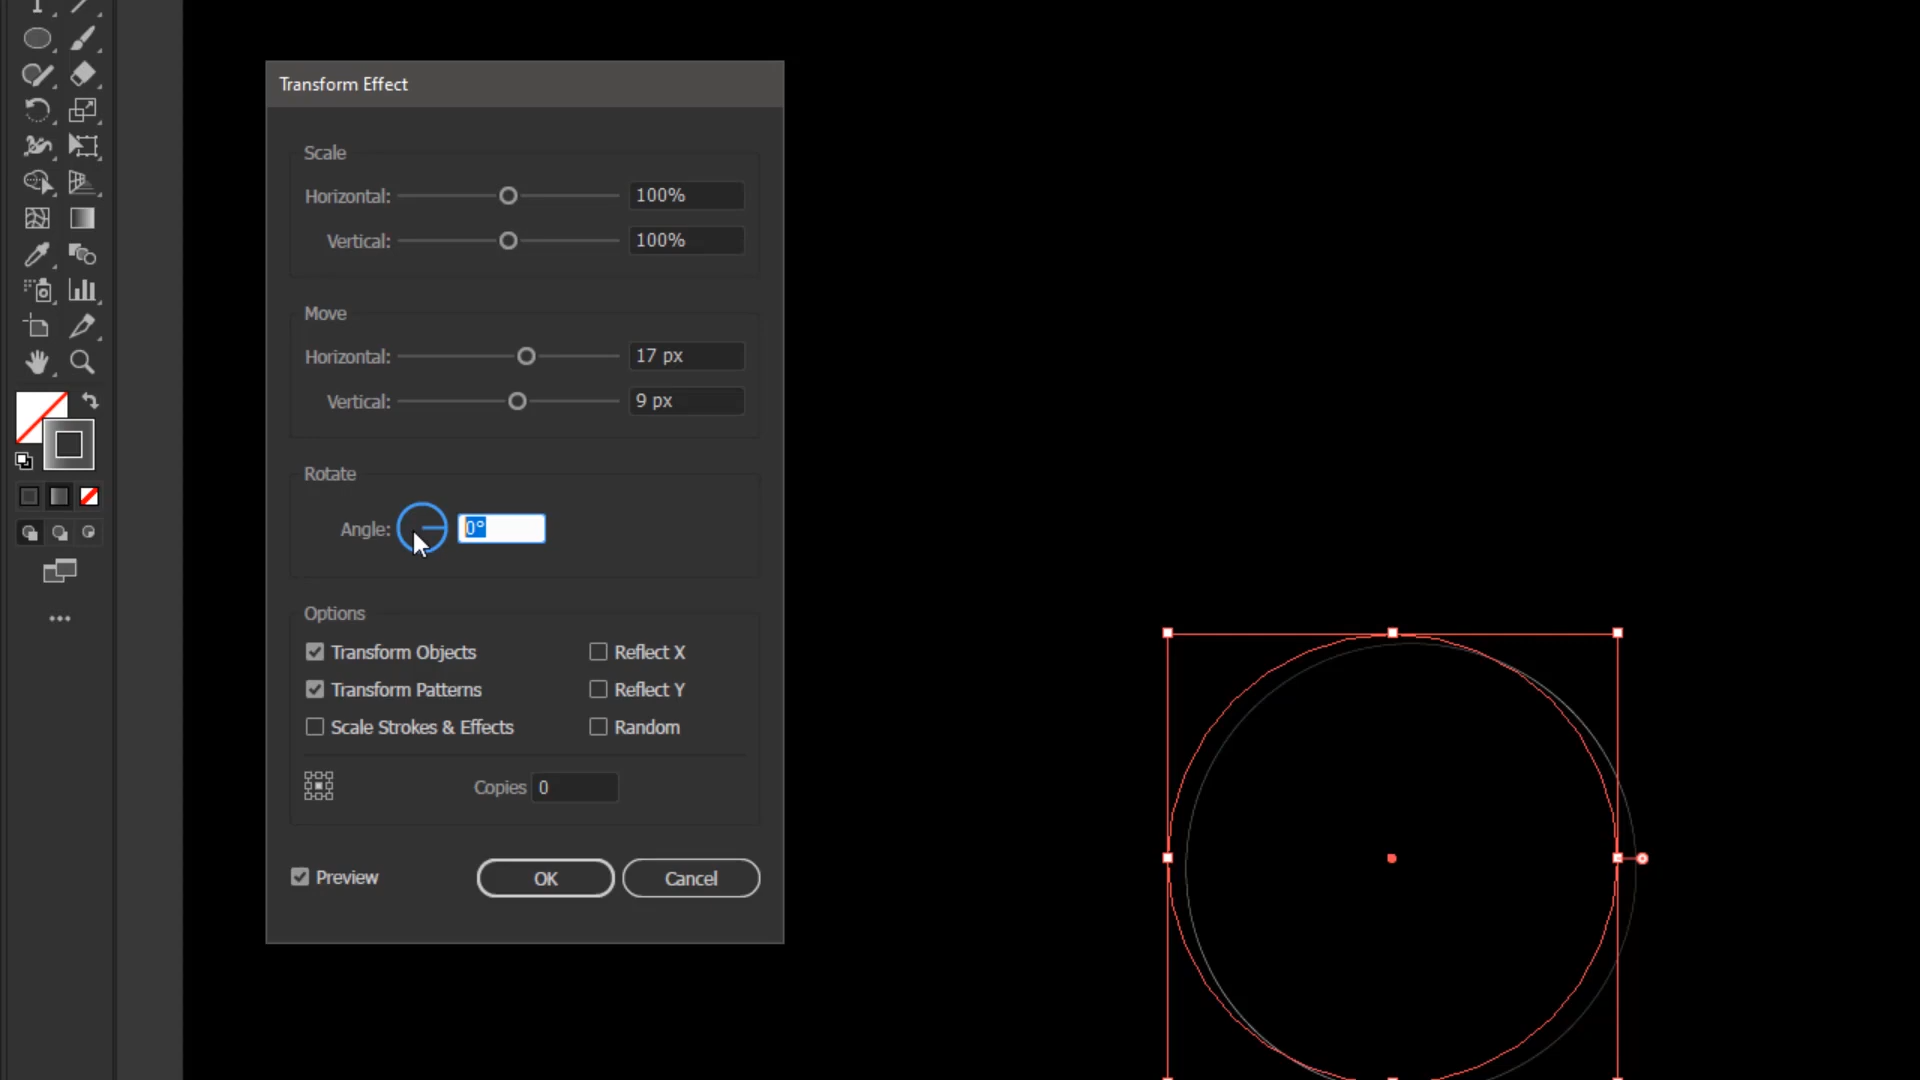 Transform Effect
Scale
Horizontal: 100%
Vertical: 100%
Move
Horizontal: 17 px
Vertical: 9 px
Rotate
Angle: 0°
Options
Transform Objects Reflect X
Transform Patterns Reflect Y
Scale Strokes & Effects Random
Copies 0
Preview OK Cancel